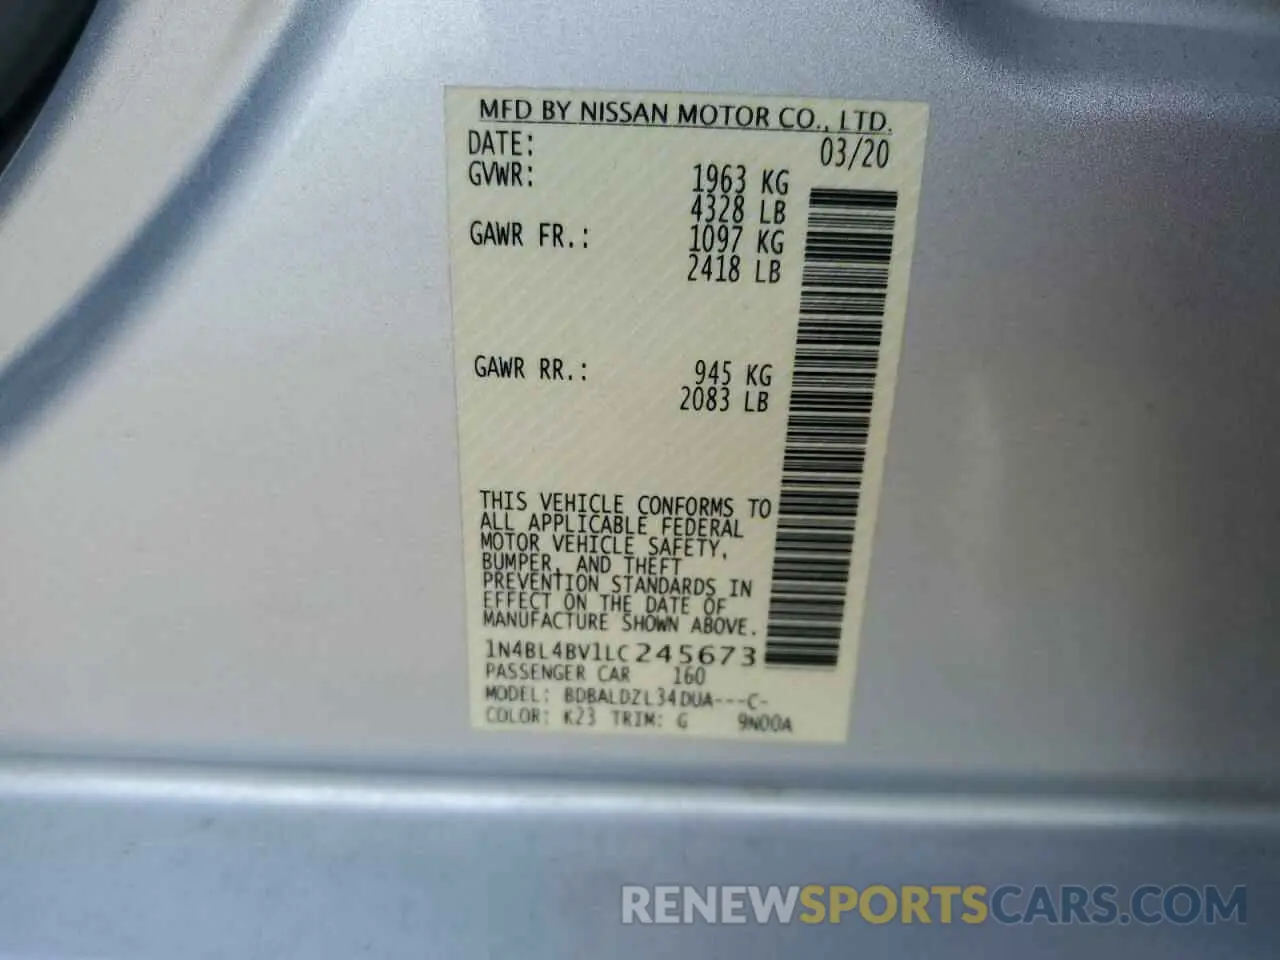 MFD BY NISSAN MOTOR CO., LTD.
DATE: 03/20
GVWR: 1963 KG
4328 LB
GAWR FR.: 1097 KG
2418 LB
GAWR RR.: 945 KG
2083 LB
THIS VEHICLE CONFORMS TO
ALL APPLICABLE FEDERAL
MOTOR VEHICLE SAFETY,
BUMPER, AND THEFT
PREVENTION STANDARDS IN
EFFECT ON THE DATE OF
MANUFACTURE SHOWN ABOVE.
1N4BL4BV1LC245673
PASSENGER CAR 160
MODEL: BDBALDZL34DUA---C-
COLOR: K23 TRIM: G 9N00A
RENEWSPORTSCARS.COM